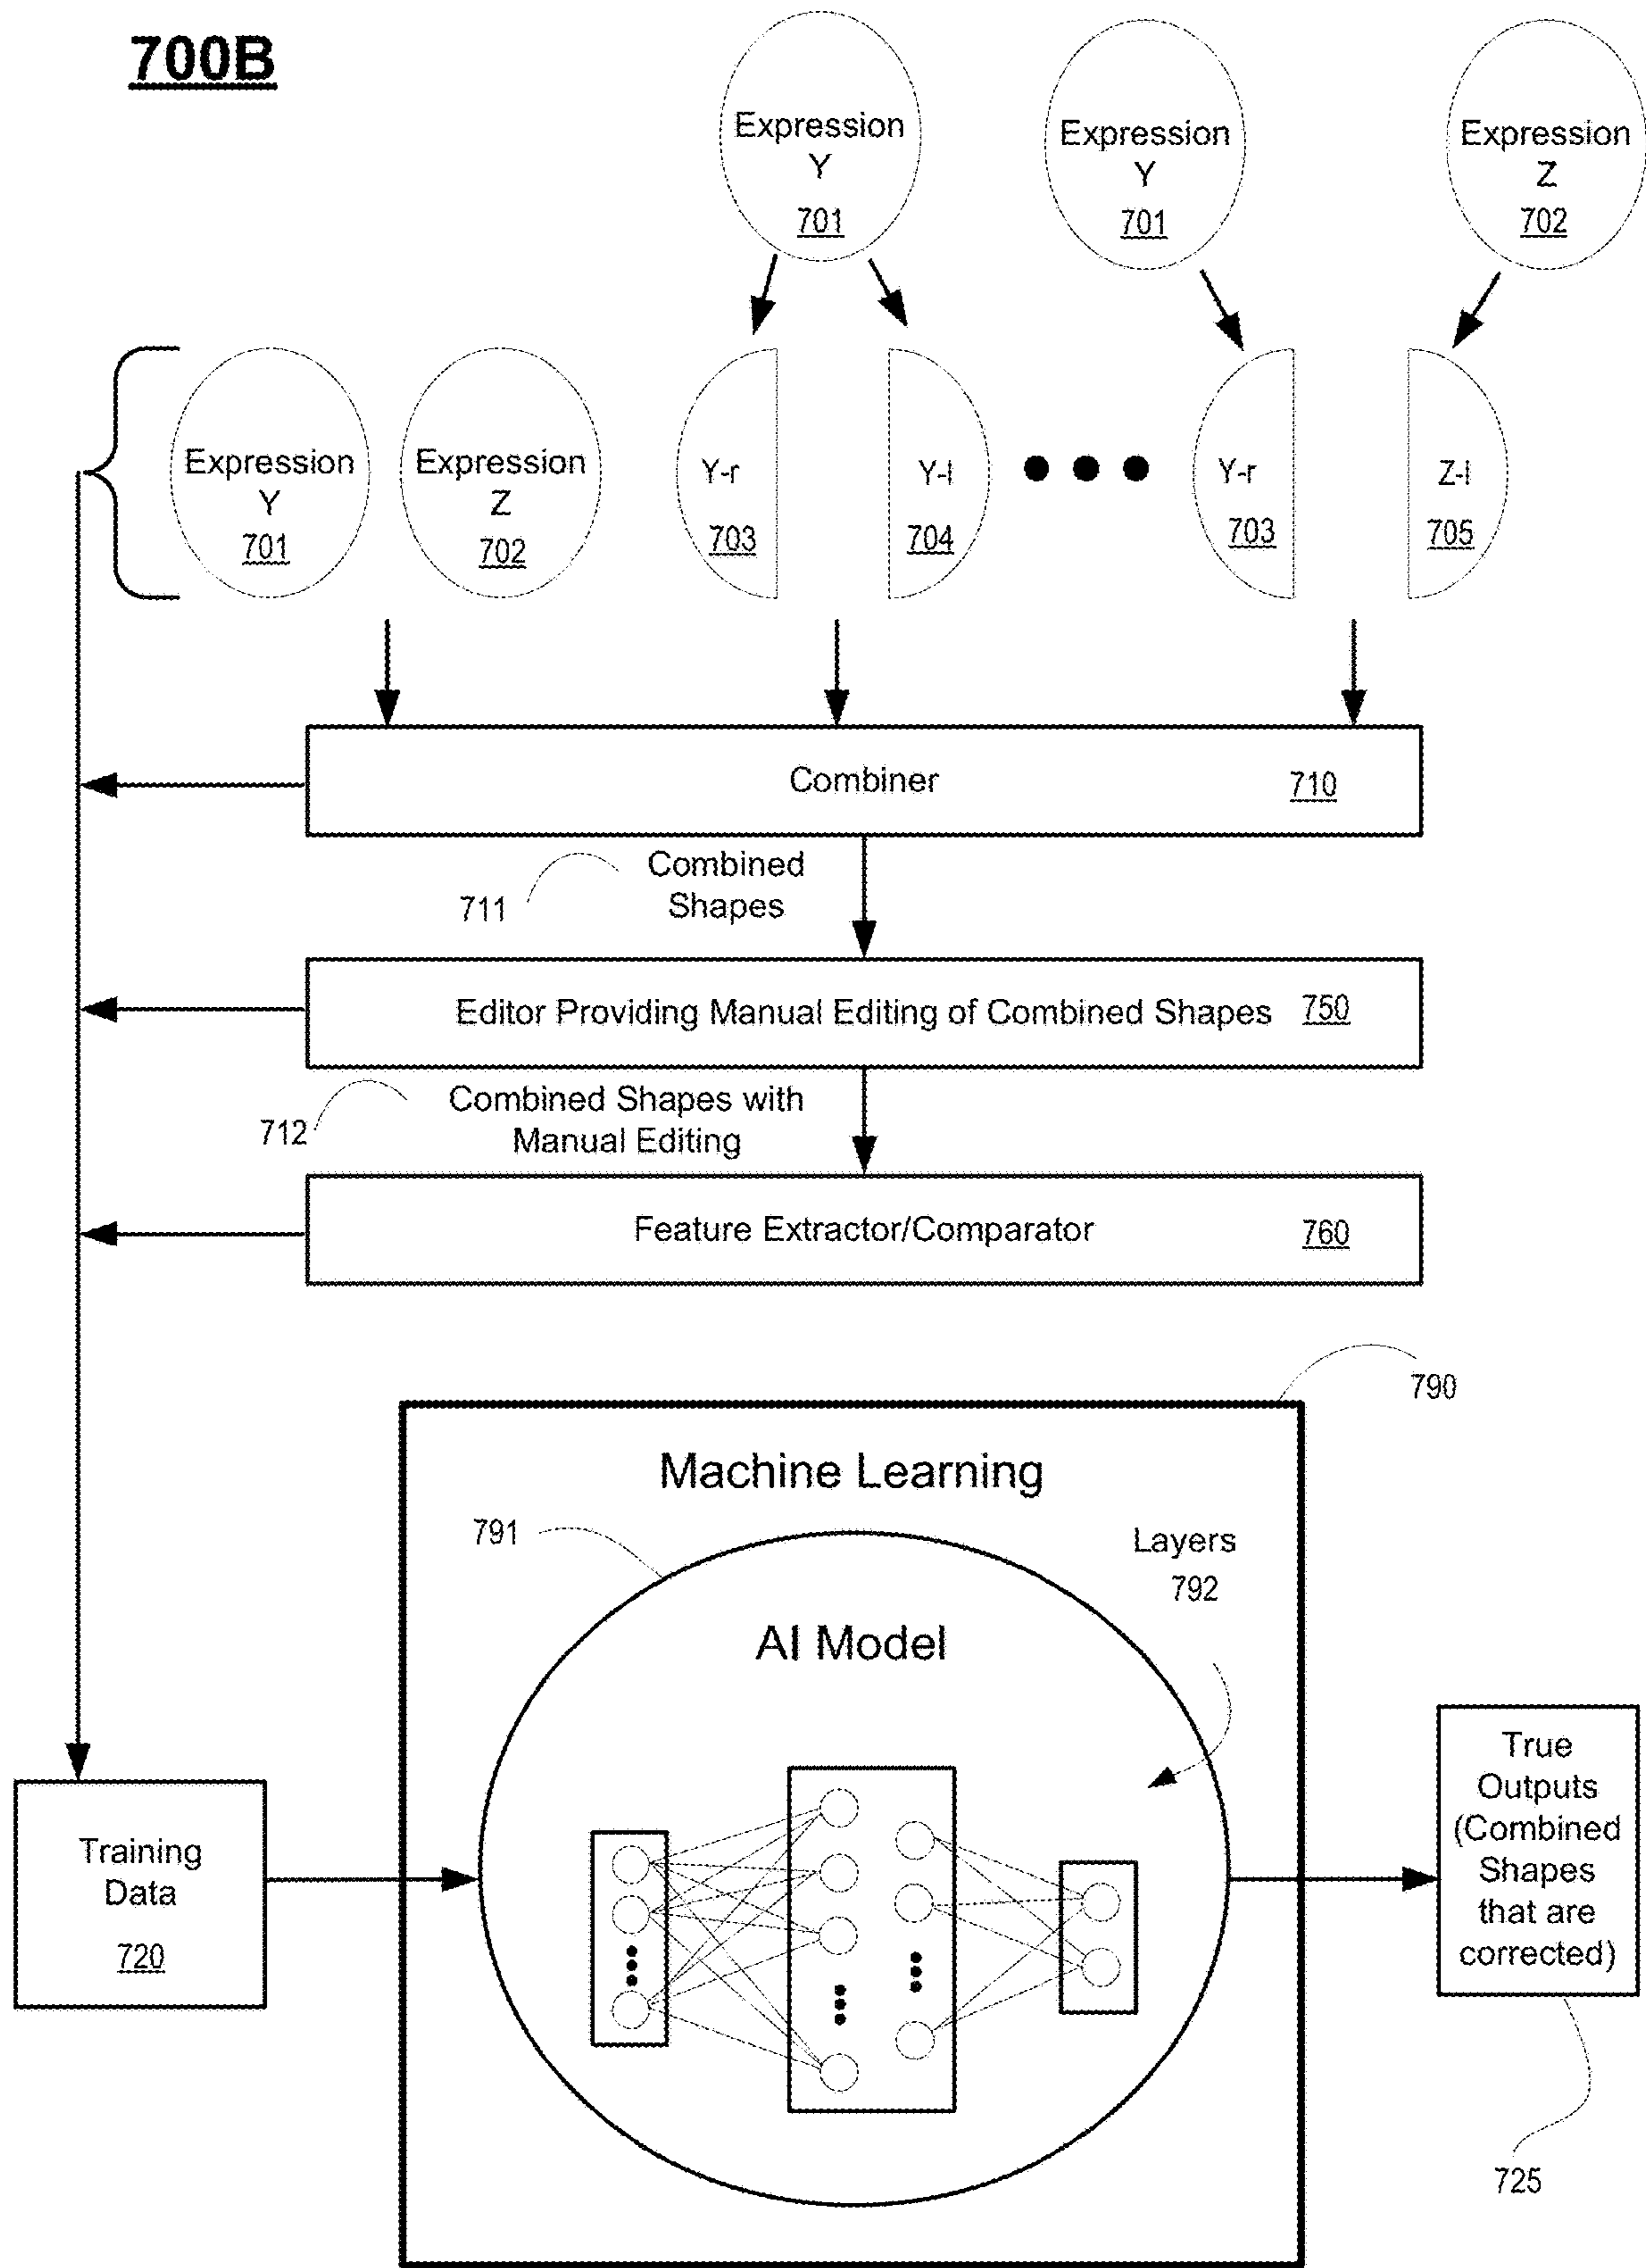 700B
Expression
Y
701
Expression
Y
701
Expression
Z
702
Expression
Y
701
Expression
Z
702
Y-r
703
Y-l
704
Y-r
703
Z-l
705
Combiner
710
711
Combined
Shapes
Editor Providing Manual Editing of Combined Shapes 750
712
Combined Shapes with
Manual Editing
Feature Extractor/Comparator
760
790
Machine Learning
791
Layers
792
AI Model
Training
Data
720
True
Outputs
(Combined
Shapes
that are
corrected)
725